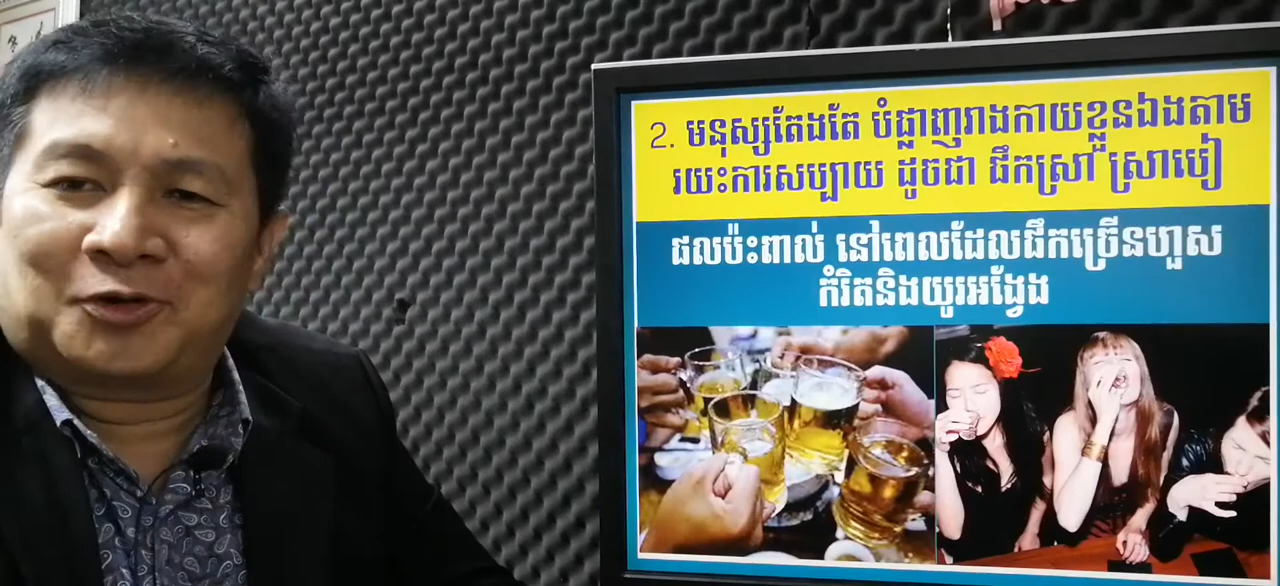 2. មនុស្សតែងតែ បំផ្លាញរាងកាយខ្លួនឯងតាម
រយះការសប្បាយ ដូចជា ផឹកស្រា ស្រាបៀ
ផលប៉ះពាល់ នៅពេលដែលផឹកច្រើនហួស
កំរិតនិងយូរអង្វែង